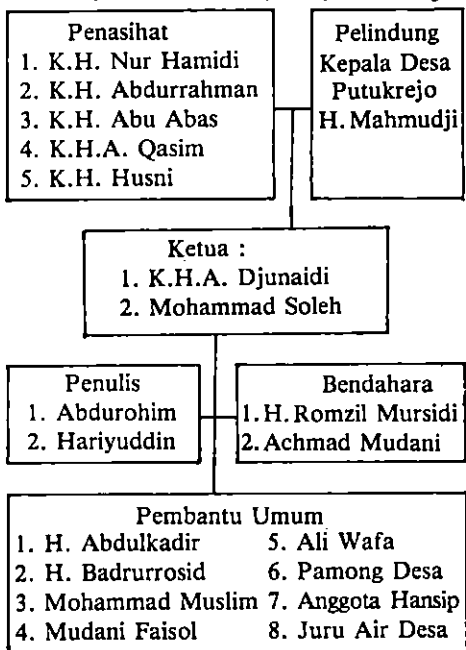 Penasihat
1. K.H. Nur Hamidi
2. K.H. Abdurrahman
3. K.H. Abu Abas
4. K.H.A. Qasim
5. K.H. Husni
Pelindung
Kepala Desa
Putukrejo
H. Mahmudji
Ketua :
1. K.H.A. Djunaidi
2. Mohammad Soleh
Penulis
1. Abdurohim
2. Hariyuddin
Bendahara
1. H. Romzil Mursidi
2. Achmad Mudani
Pembantu Umum
1. H. Abdulkadir
2. H. Badrurrosid
3. Mohammad Muslim
4. Mudani Faisol
5. Ali Wafa
6. Pamong Desa
7. Anggota Hansip
8. Juru Air Desa